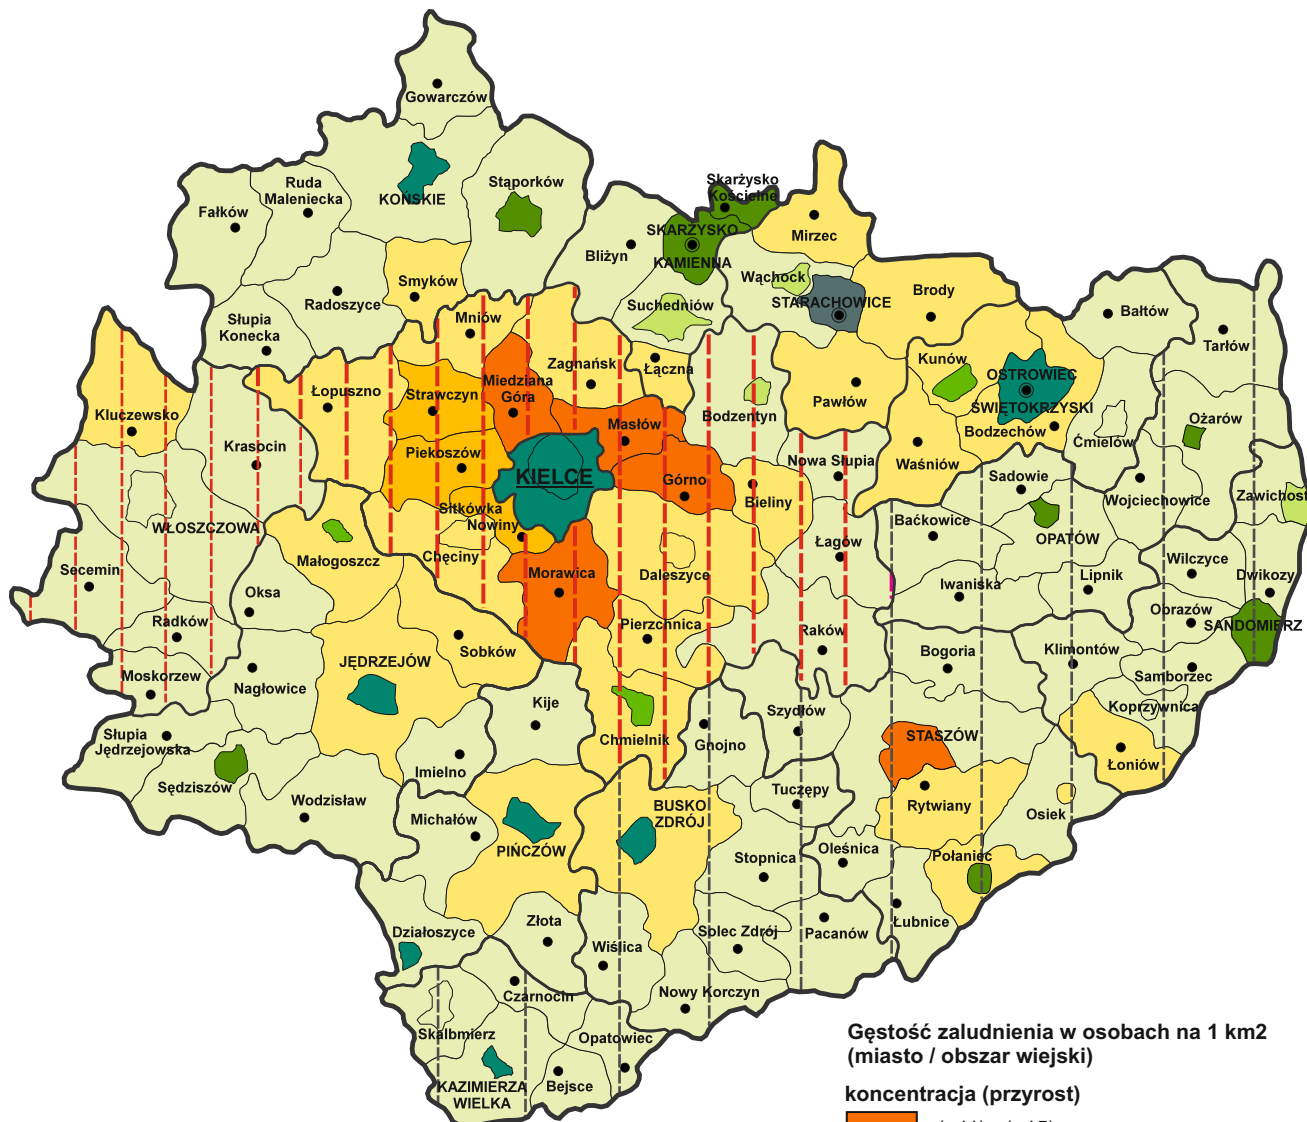 Gowarczów
Ruda
Maleniecka
KOŃSKIE
Stąporków
Skarżysko
Kościelne
Fałków
SKARŻYSKO
KAMIENNA
Bliżyn
Mirzec
Wąchock
STARACHOWICE
Brody
Smyków
Radoszyce
Suchedniów
Bałtów
Słupia
Konecka
Mniów
Tarłów
Zagnańsk
Łączna
Kunów
OSTROWIEC
ŚWIĘTOKRZYSKI
Łopuszno
Strawczyn
Miedziana
Góra
Pawłów
Kluczewsko
Masłów
Bodzentyn
Bodzechów
Ćmielów
Ożarów
Krasocin
Piekoszów
KIELCE
Górno
Nowa Słupia
Waśniów
Sadowie
Wojciechowice
Zawichost
Bieliny
WŁOSZCZOWA
Sitkówka
Nowiny
Baćkowice
OPATÓW
Małogoszcz
Chęciny
Łagów
Wilczyce
Secemin
Morawica
Daleszyce
Iwaniska
Lipnik
Dwikozy
Oksa
Radków
Pierzchnica
Raków
Obrazów
SANDOMIERZ
JĘDRZEJÓW
Sobków
Bogoria
Klimontów
Moskorzew
Nagłowice
Samborzec
Kije
Szydłów
Koprzywnica
Słupia
Jędrzejowska
Chmielnik
Gnojno
STASZÓW
Łoniów
Sędziszów
Imielno
Wodzisław
Tuczępy
Rytwiany
Michałów
BUSKO
ZDRÓJ
Osiek
PIŃCZÓW
Stopnica
Oleśnica
Połaniec
Działoszyce
Złota
Wiślica
Solec Zdrój
Pacanów
Łubnice
Czarnocin
Nowy Korczyn
Skalbmierz
Opatowiec
KAZIMIERZA
WIELKA
Bejsce
Gęstość zaludnienia w osobach na 1 km2
(miasto / obszar wiejski)
koncentracja (przyrost)